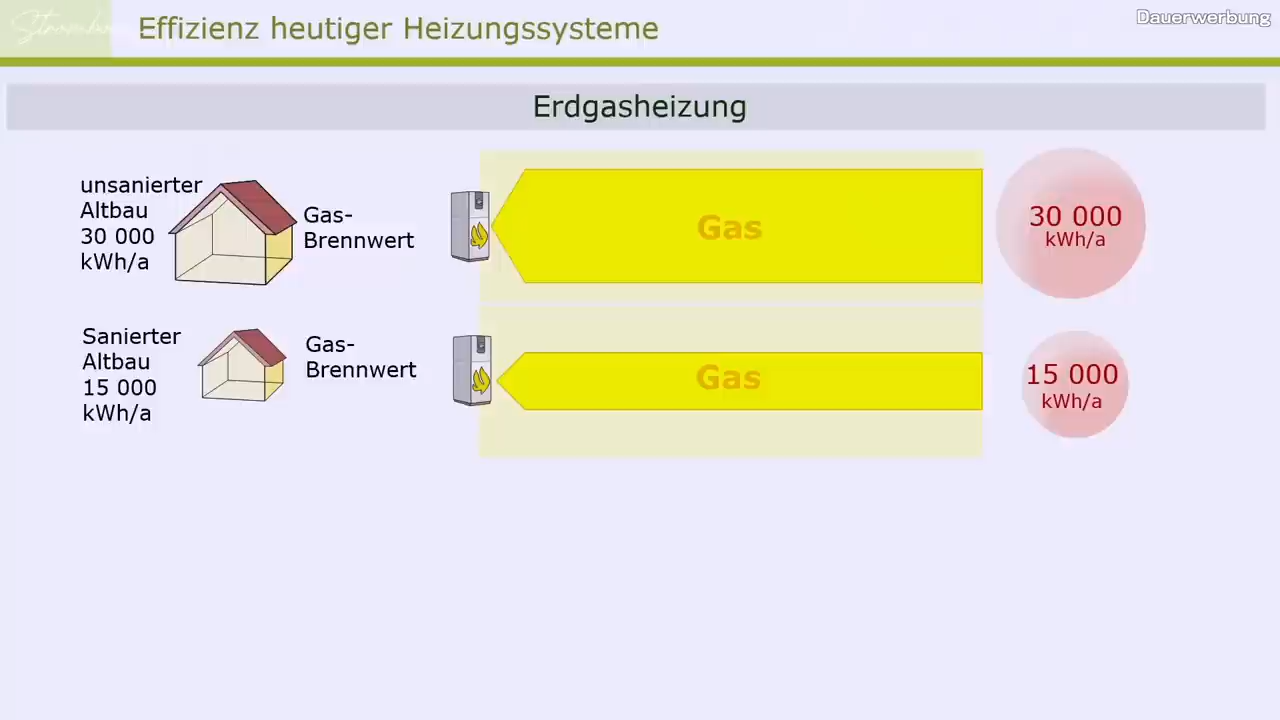 Effizienz heutiger Heizungssysteme
Dauerwerbung
Erdgasheizung
unsanierter
Altbau
30 000
kWh/a
Gas-
Brennwert
Gas
30 000
kWh/a
Sanierter
Altbau
15 000
kWh/a
Gas-
Brennwert
Gas
15 000
kWh/a